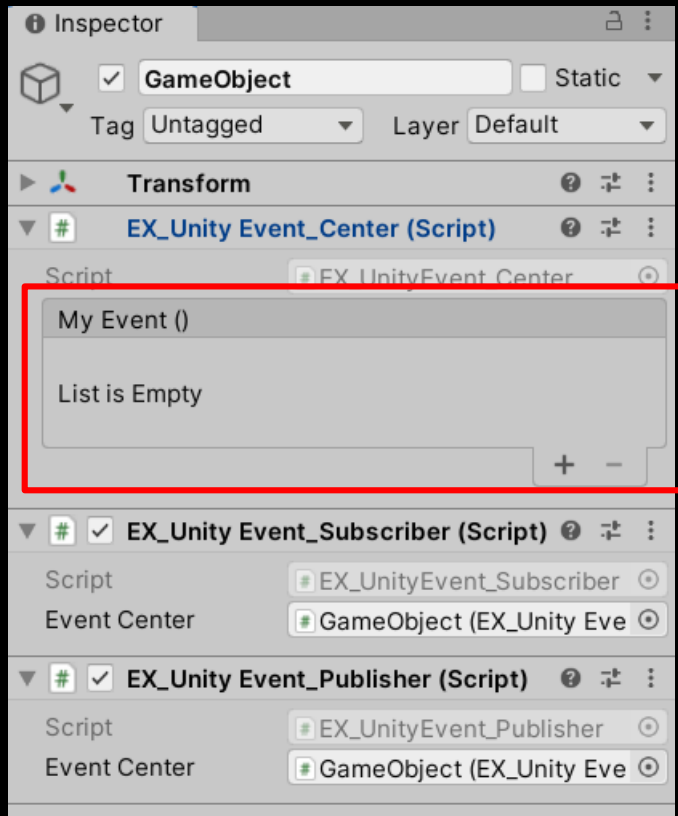 Inspector
GameObject Static
Tag Untagged Layer Default
Transform
EX_Unity Event_Center (Script)
Script EX_UnityEvent_Center
My Event ()
List is Empty
+ −
EX_Unity Event_Subscriber (Script)
Script EX_UnityEvent_Subscriber
Event Center GameObject (EX_Unity Eve
EX_Unity Event_Publisher (Script)
Script EX_UnityEvent_Publisher
Event Center GameObject (EX_Unity Eve